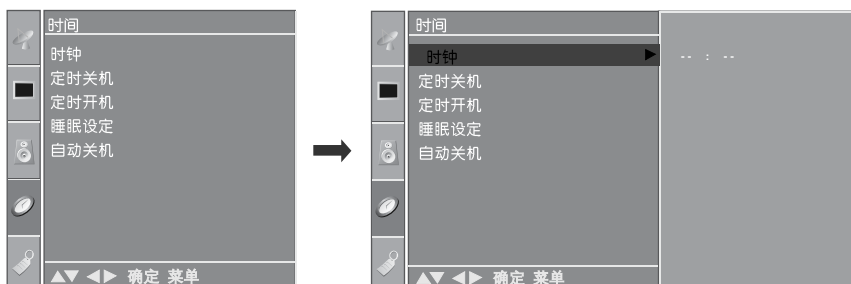 时间
时钟
定时关机
定时开机
睡眠设定
自动关机
▲▼ ◀▶ 确定 菜单
时间
时钟 ▶
-- : --
定时关机
定时开机
睡眠设定
自动关机
▲▼ ◀▶ 确定 菜单